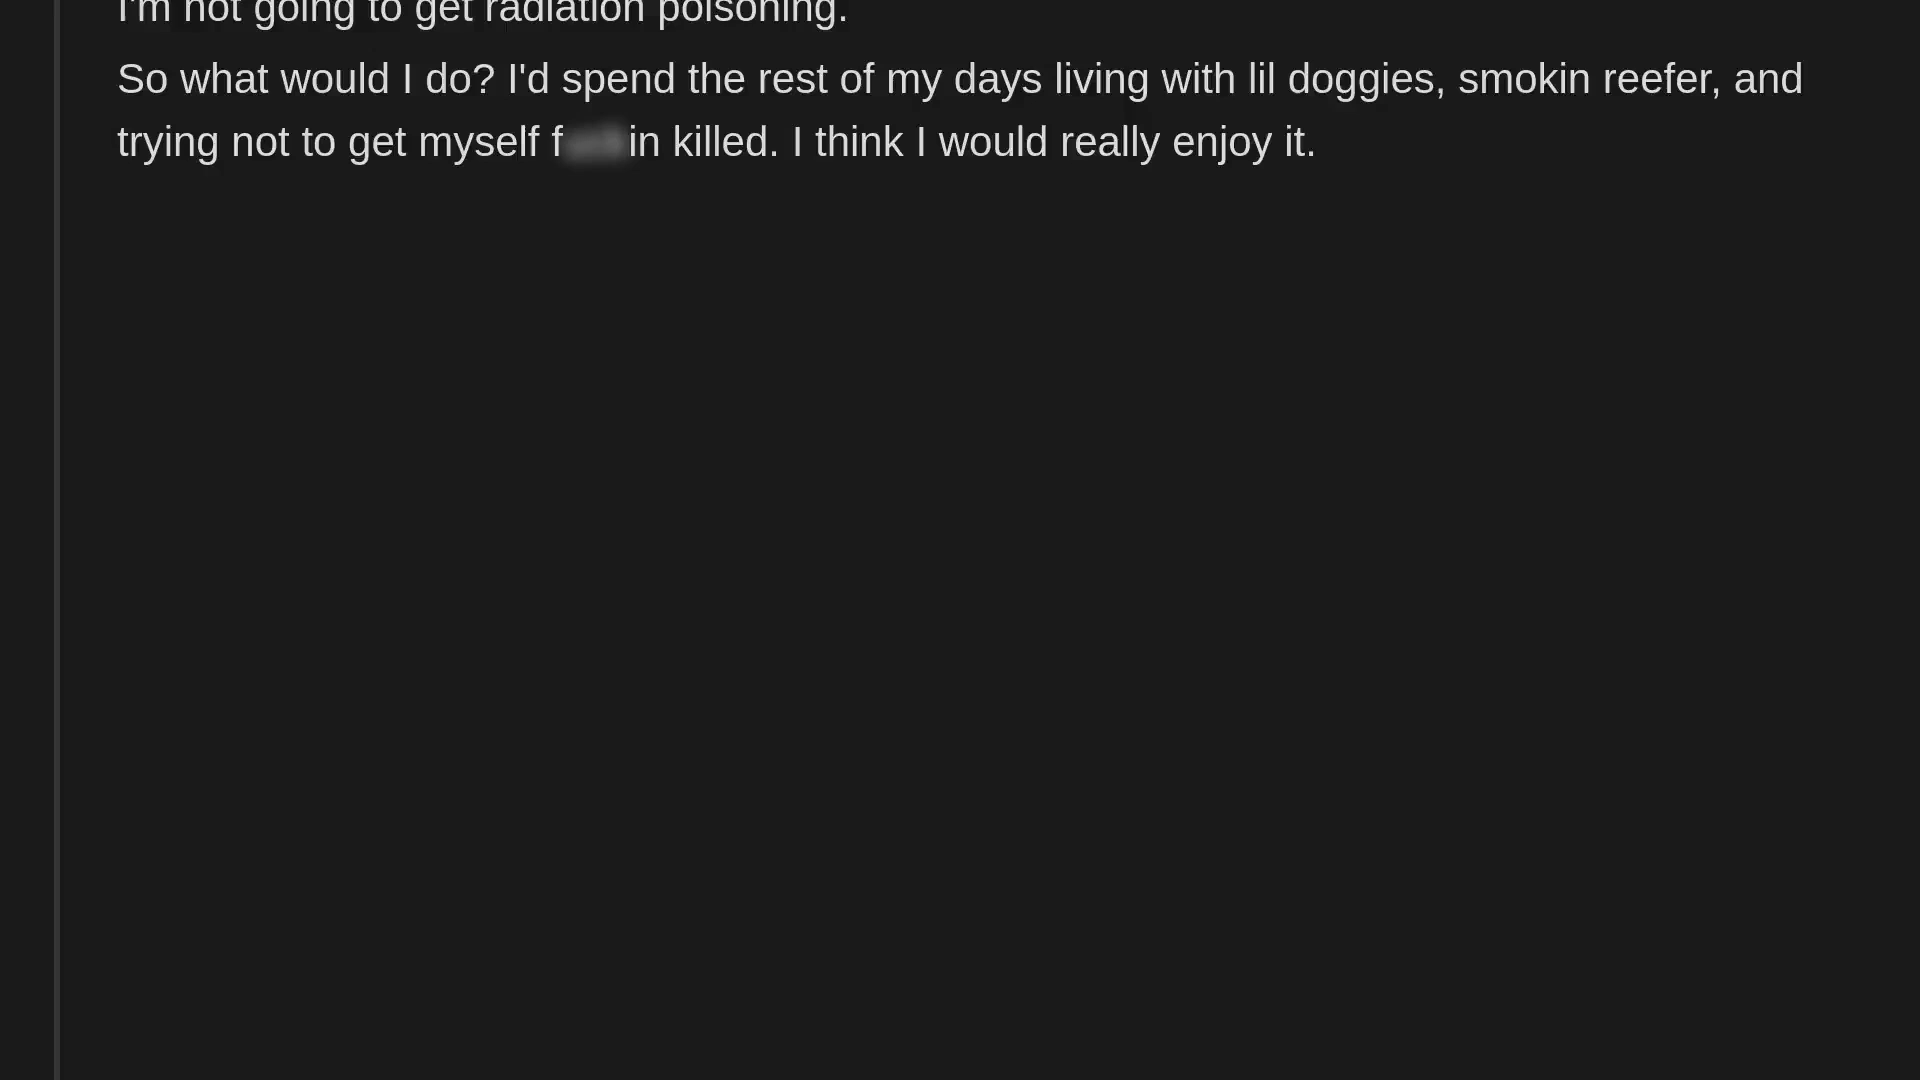 I'm not going to get radiation poisoning.
So what would I do? I'd spend the rest of my days living with lil doggies, smokin reefer, and
trying not to get myself f in killed. I think I would really enjoy it.